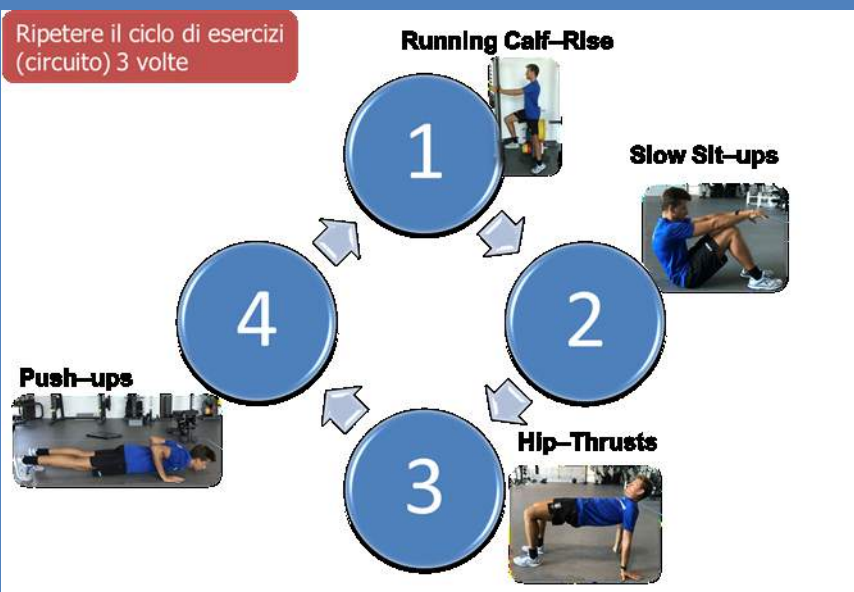 Ripetere il ciclo di esercizi
(circuito) 3 volte
Running Calf–Rise
1
Slow Sit–ups
2
4
Push–ups
Hip–Thrusts
3